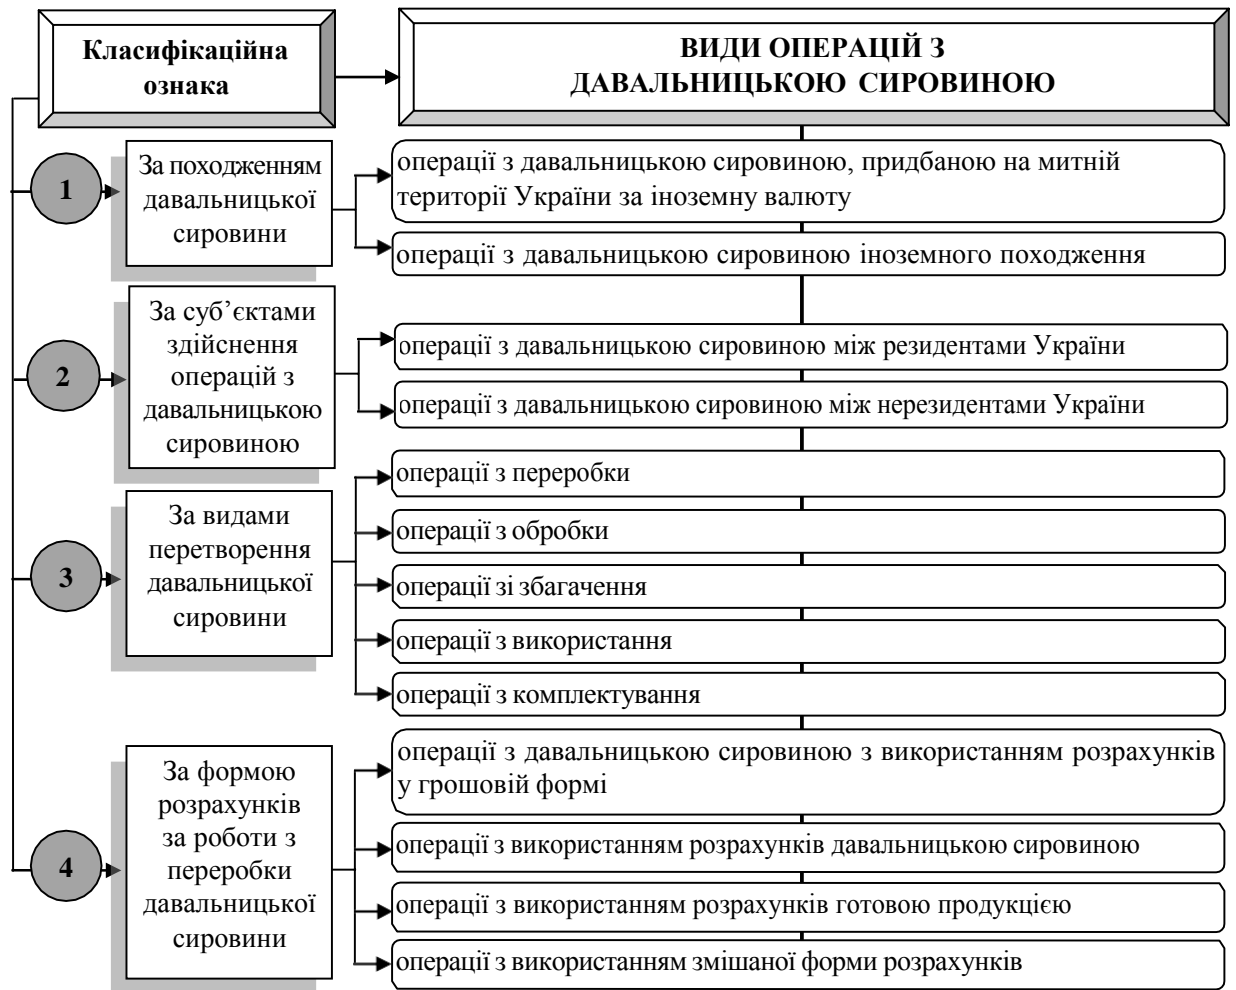 Класифікаційна
ознака
ВИДИ ОПЕРАЦІЙ З
ДАВАЛЬНИЦЬКОЮ СИРОВИНОЮ
1
За походженням
давальницької
сировини
операції з давальницькою сировиною, придбаною на митній
території України за іноземну валюту
операції з давальницькою сировиною іноземного походження
2
За суб’єктами
здійснення
операцій з
давальницькою
сировиною
операції з давальницькою сировиною між резидентами України
операції з давальницькою сировиною між нерезидентами України
3
За видами
перетворення
давальницької
сировини
операції з переробки
операції з обробки
операції зі збагачення
операції з використання
операції з комплектування
4
За формою
розрахунків
за роботи з
переробки
давальницької
сировини
операції з давальницькою сировиною з використанням розрахунків
у грошовій формі
операції з використанням розрахунків давальницькою сировиною
операції з використанням розрахунків готовою продукцією
операції з використанням змішаної форми розрахунків